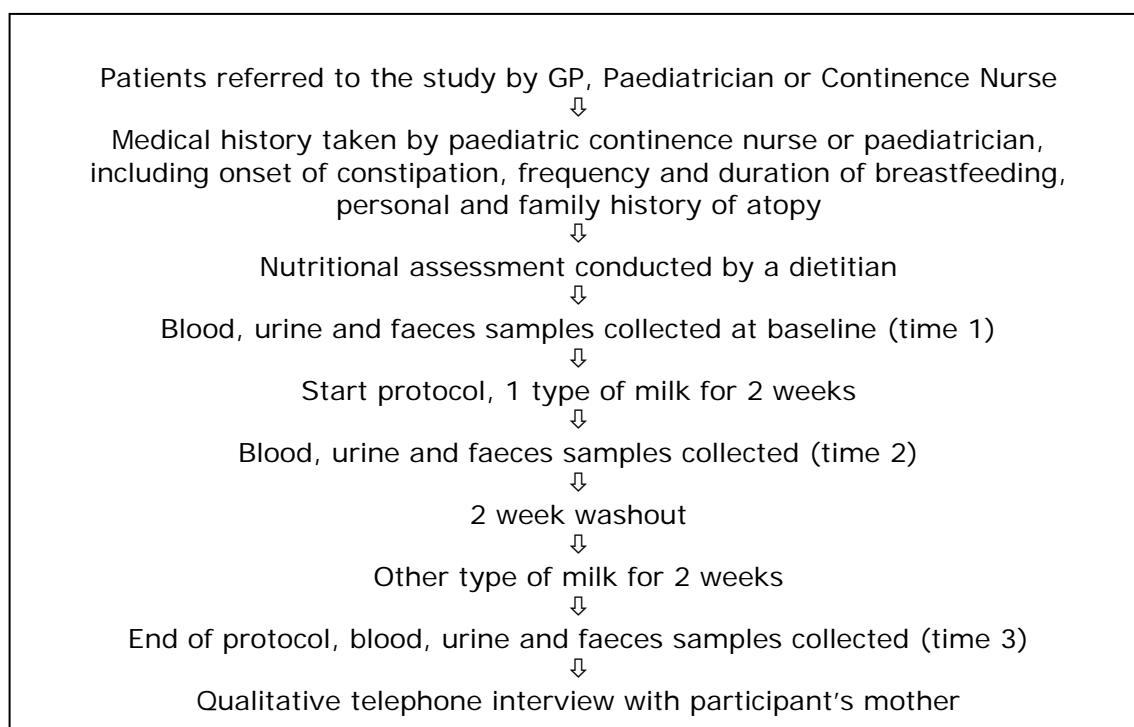 Patients referred to the study by GP, Paediatrician or Continence Nurse
⇩
Medical history taken by paediatric continence nurse or paediatrician,
including onset of constipation, frequency and duration of breastfeeding,
personal and family history of atopy
⇩
Nutritional assessment conducted by a dietitian
⇩
Blood, urine and faeces samples collected at baseline (time 1)
⇩
Start protocol, 1 type of milk for 2 weeks
⇩
Blood, urine and faeces samples collected (time 2)
⇩
2 week washout
⇩
Other type of milk for 2 weeks
⇩
End of protocol, blood, urine and faeces samples collected (time 3)
⇩
Qualitative telephone interview with participant's mother